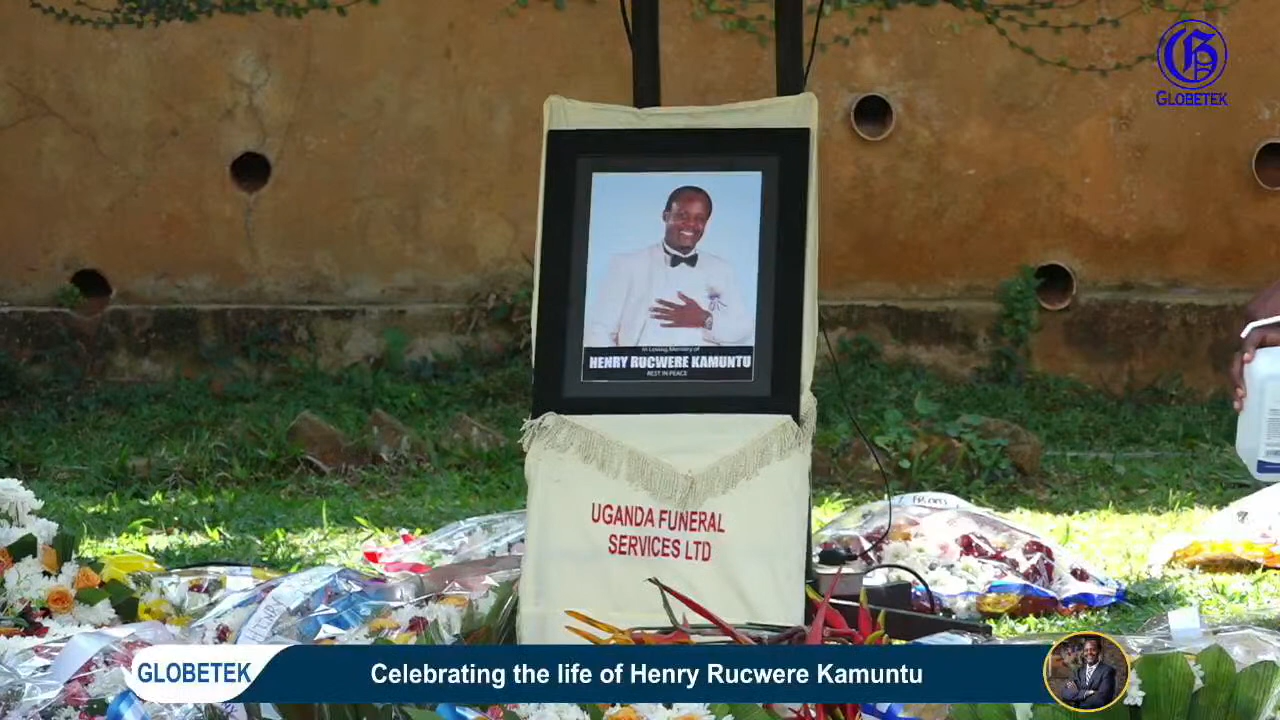 GLOBETEK
In Loving Memory of
HENRY RUCWERE KAMUNTU
REST IN PEACE
UGANDA FUNERAL
SERVICES LTD
GLOBETEK
Celebrating the life of Henry Rucwere Kamuntu